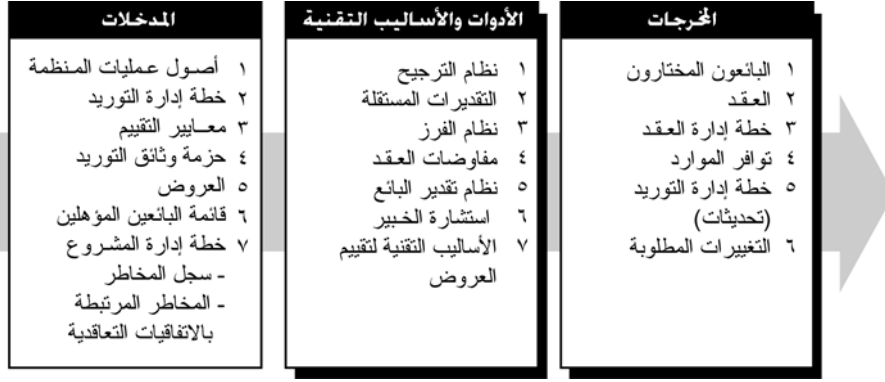 المدخلات
١ أصول عمليات المنظمة
٢ خطة إدارة التوريد
٣ معايير التقييم
٤ حزمة وثائق التوريد
٥ العروض
٦ قائمة البائعين المؤهلين
٧ خطة إدارة المشروع
- سجل المخاطر
- المخاطر المرتبطة
بالاتفاقيات التعاقدية
الأدوات والأساليب التقنية
١ نظام الترجيح
٢ التقديرات المستقلة
٣ نظام الفرز
٤ مفاوضات العقد
٥ نظام تقدير البائع
٦ استشارة الخبير
٧ الأساليب التقنية لتقييم
العروض
المخرجات
١ البائعون المختارون
٢ العقد
٣ خطة إدارة العقد
٤ توافر الموارد
٥ خطة إدارة التوريد
(تحديثات)
٦ التغييرات المطلوبة